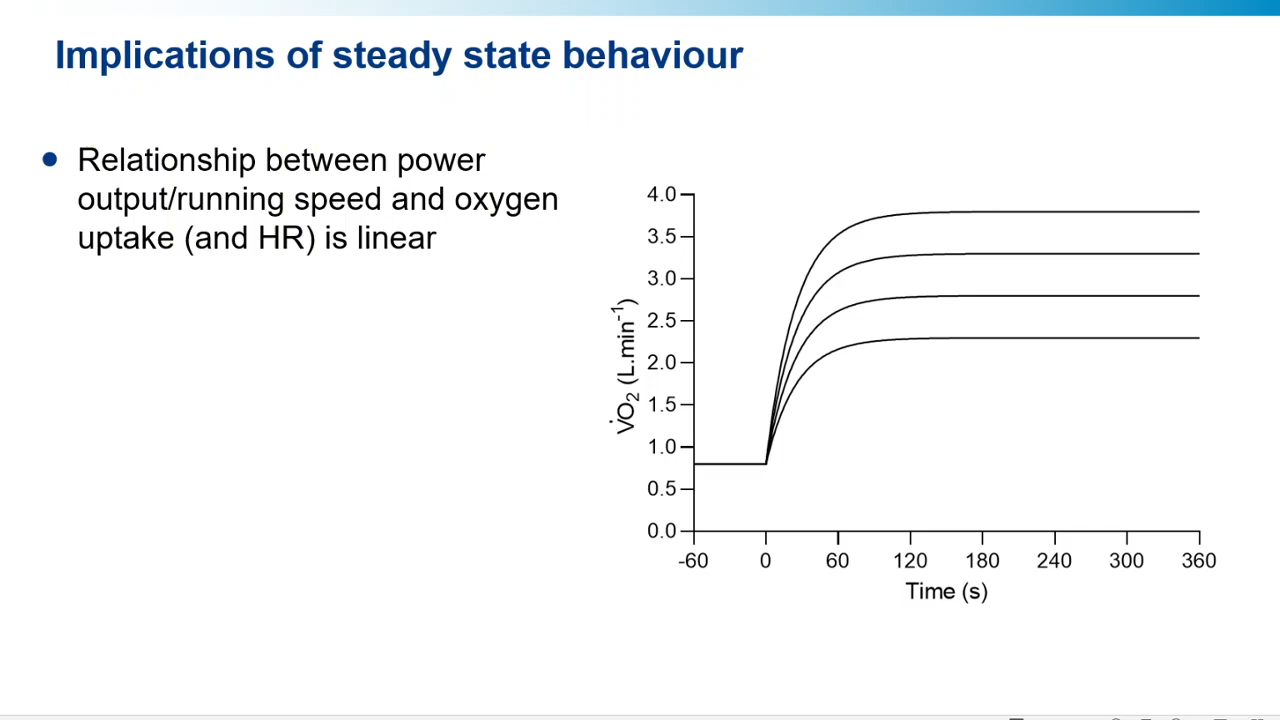 Implications of steady state behaviour
● Relationship between power
output/running speed and oxygen
uptake (and HR) is linear
4.0
3.5
3.0
2.5
2.0
1.5
1.0
0.5
0.0
V̇O₂ (L.min⁻¹)
-60 0 60 120 180 240 300 360
Time (s)